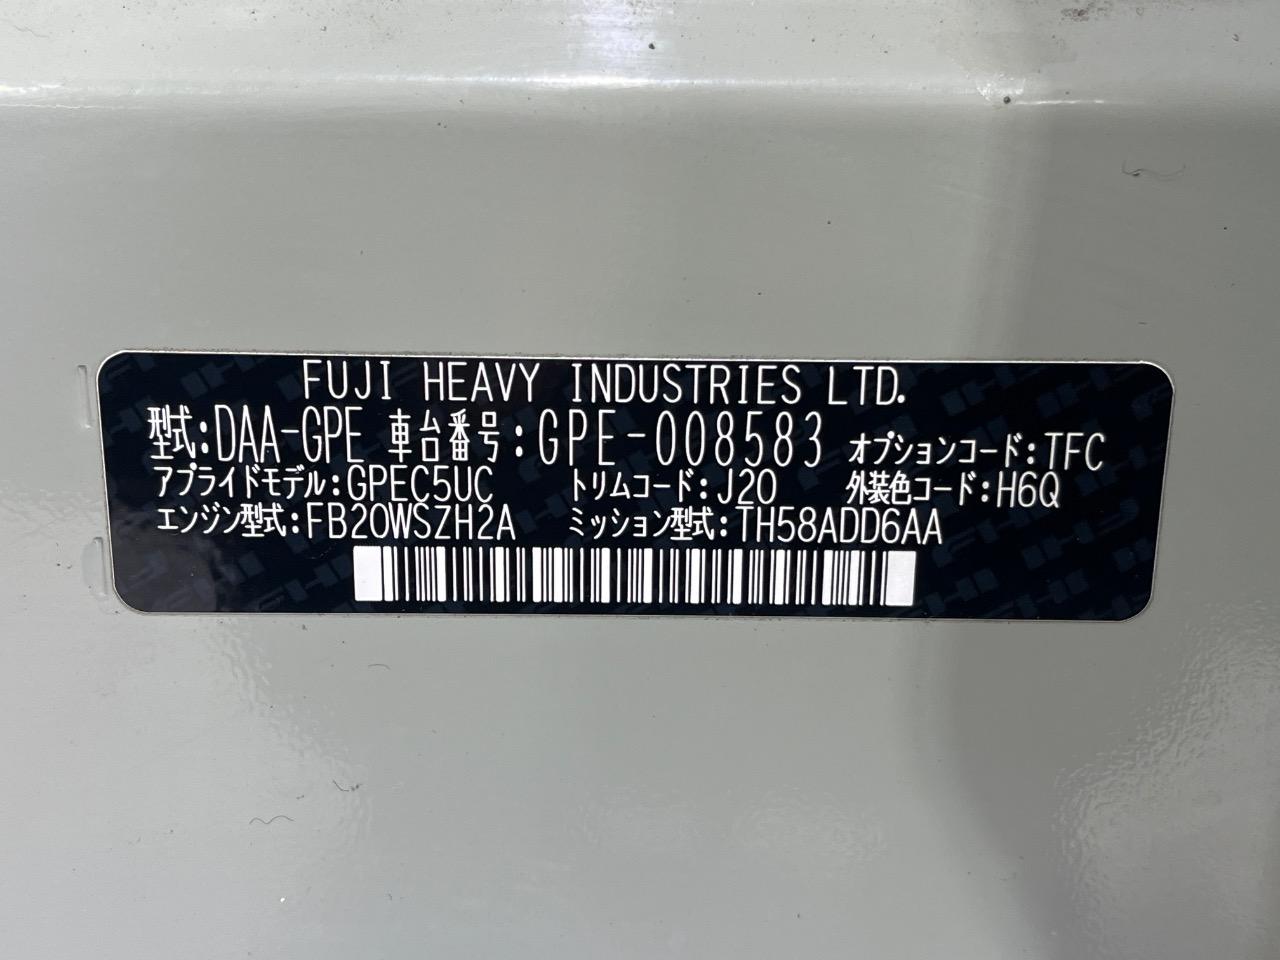 FUJI HEAVY INDUSTRIES LTD.
型式:DAA-GPE 車台番号:GPE-008583 オプションコード:TFC
アプライドモデル:GPEC5UC トリムコード:J20 外装色コード:H6Q
エンジン型式:FB20WSZH2A ミッション型式:TH58ADD6AA